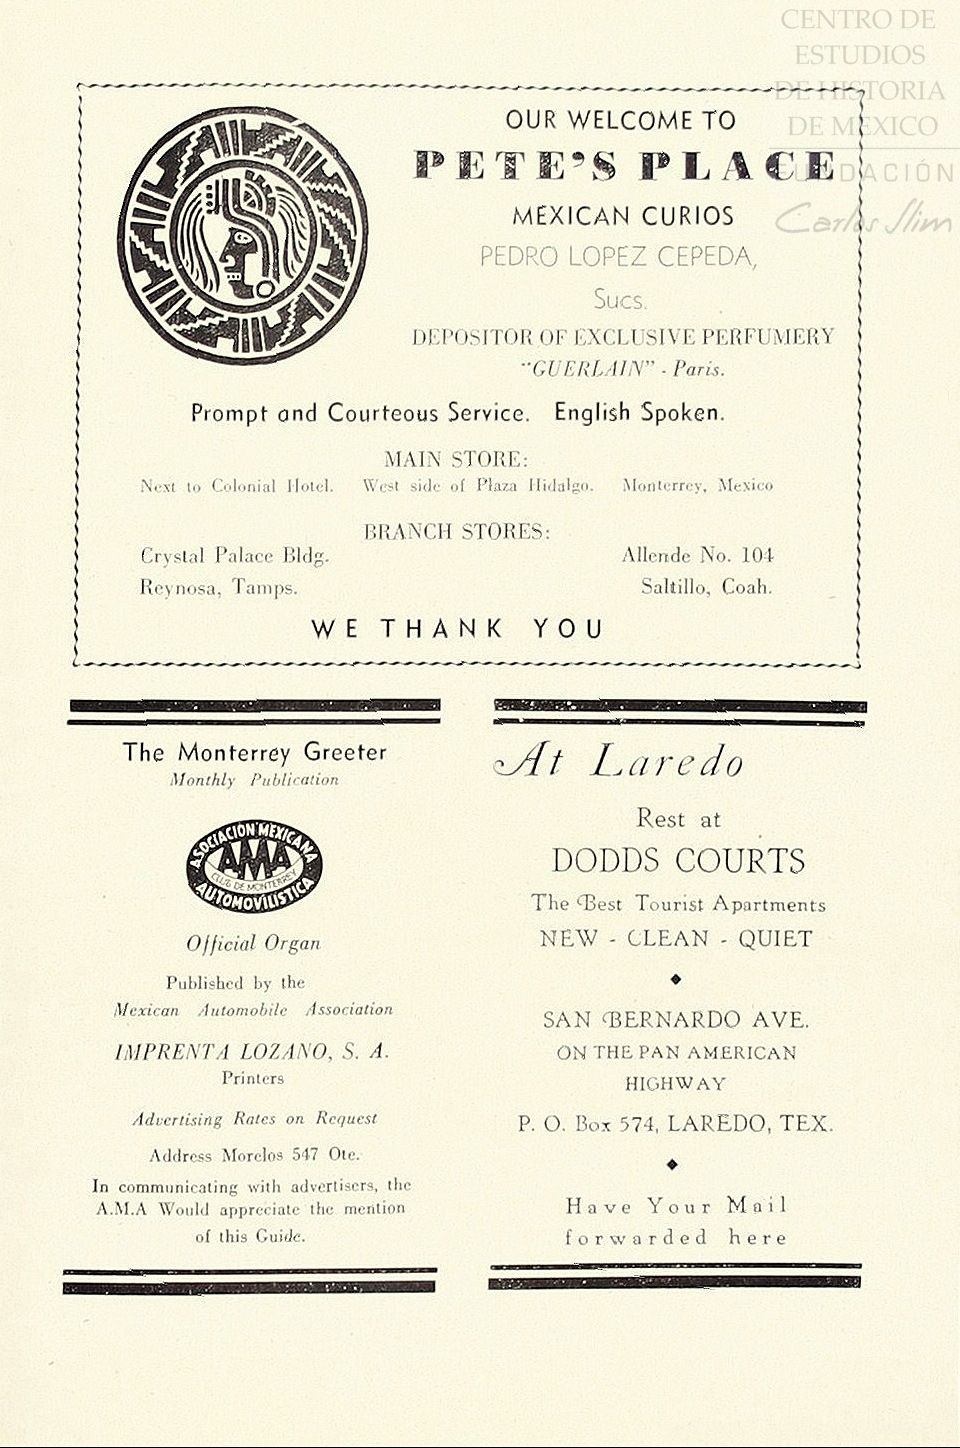 CENTRO DE
ESTUDIOS
DE HISTORIA
DE MEXICO
FUNDACIÓN
Carlos Slim
OUR WELCOME TO
PETE'S PLACE
MEXICAN CURIOS
PEDRO LOPEZ CEPEDA,
Sucs.
DEPOSITOR OF EXCLUSIVE PERFUMERY
"GUERLAIN" - Paris.
Prompt and Courteous Service. English Spoken.
MAIN STORE:
Next to Colonial Hotel. West side of Plaza Hidalgo. Monterrey, Mexico
BRANCH STORES:
Crystal Palace Bldg. Allende No. 104
Reynosa, Tamps. Saltillo, Coah.
WE THANK YOU
The Monterrey Greeter
Monthly Publication
ASOCIACION MEXICANA
AMA
CLUB DE MONTERREY
AUTOMOVILISTICA
Official Organ
Published by the
Mexican Automobile Association
IMPRENTA LOZANO, S. A.
Printers
Advertising Rates on Request
Address Morelos 547 Ote.
In communicating with advertisers, the
A.M.A Would appreciate the mention
of this Guide.
At Laredo
Rest at
DODDS COURTS
The Best Tourist Apartments
NEW - CLEAN - QUIET
SAN BERNARDO AVE.
ON THE PAN AMERICAN
HIGHWAY
P. O. Box 574, LAREDO, TEX.
Have Your Mail
forwarded here